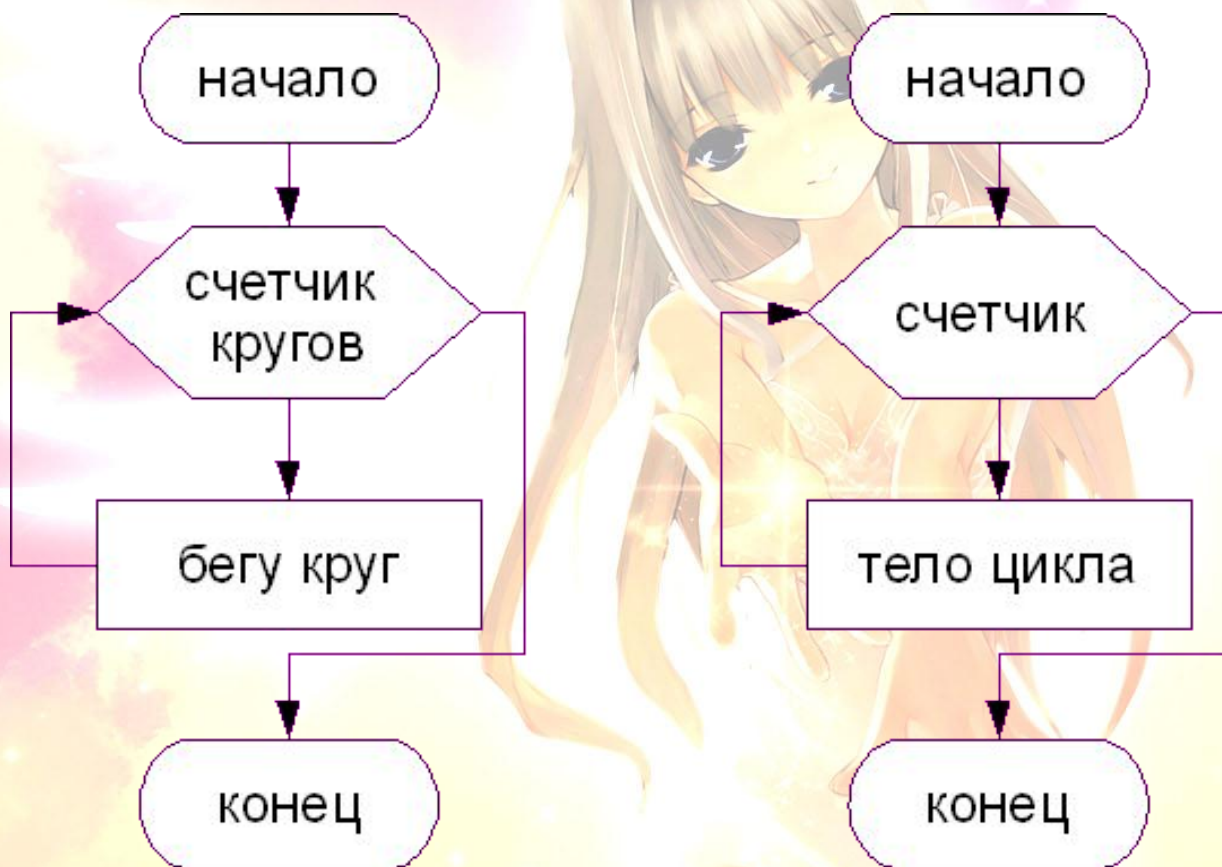 начало
счетчик
кругов
бегу круг
конец
начало
счетчик
тело цикла
конец